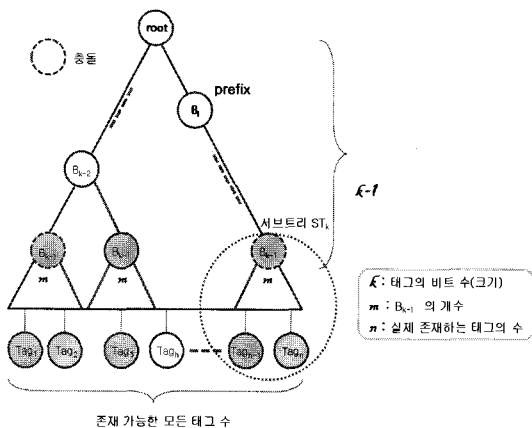 root
충돌
prefix
B₁
Bₖ₋₂
k-1
서브트리 STₖ
Bₖ₋₁ Bₖ₋₁ Bₖ₋₁
m m m
k : 태그의 비트 수(크기)
m : Bₖ₋₁ 의 개수
n : 실제 존재하는 태그의 수
Tag₁ Tag₂ Tag₅ Tagₕ Tagₙ₋₁ Tagₙ
존재 가능한 모든 태그 수